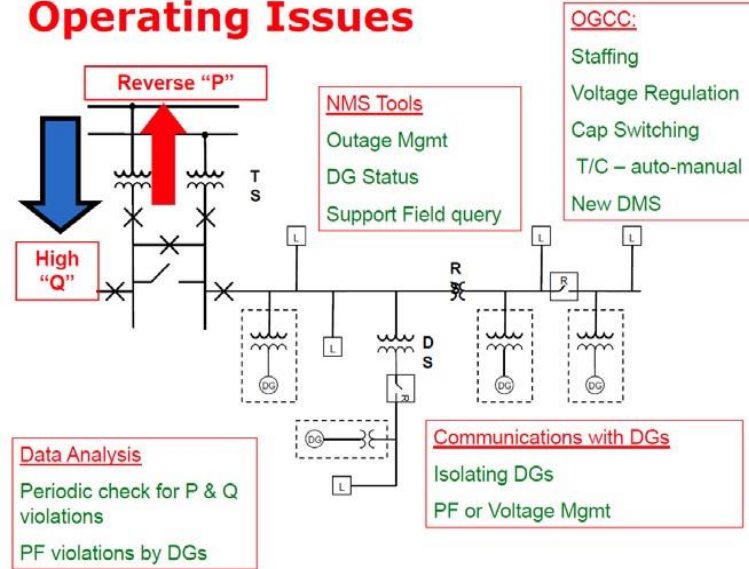 Operating Issues
Reverse “P”
High
“Q”
T
S
NMS Tools
Outage Mgmt
DG Status
Support Field query
OGCC:
Staffing
Voltage Regulation
Cap Switching
T/C – auto-manual
New DMS
L
L
L
R
S
R
DG
L
D
S
R
DG
DG
DG
L
Data Analysis
Periodic check for P & Q
violations
PF violations by DGs
Communications with DGs
Isolating DGs
PF or Voltage Mgmt